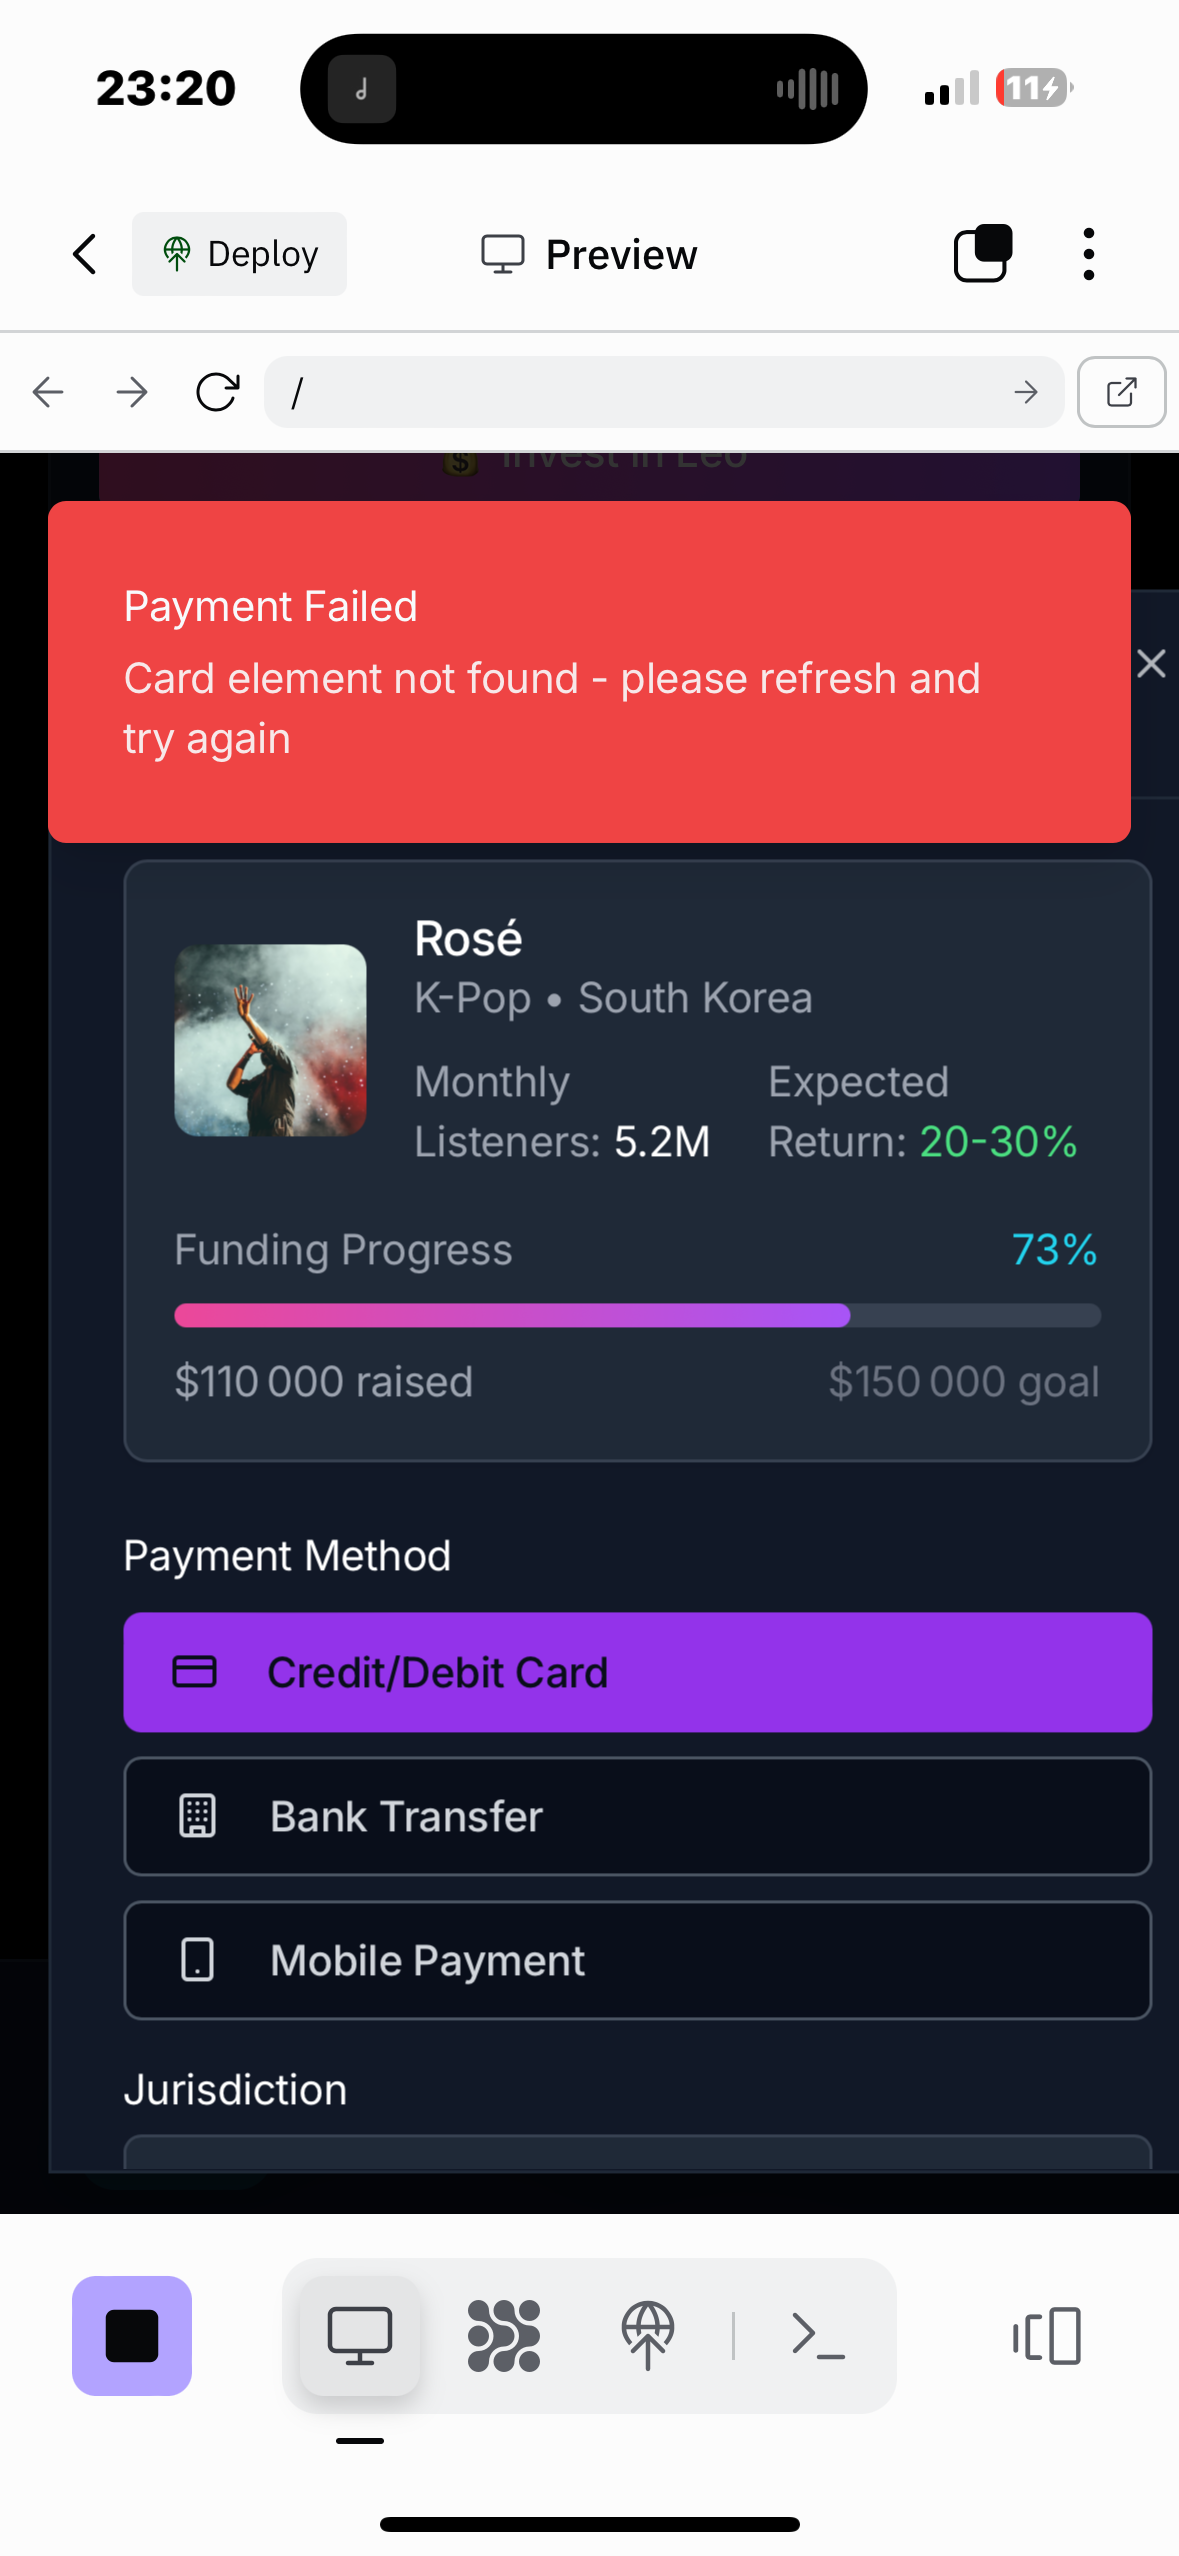 23:20
11
Deploy
Preview
/
💰 Invest in Leo
Payment Failed
Card element not found - please refresh and
try again
Rosé
K-Pop • South Korea
Monthly
Listeners: 5.2M
Expected
Return: 20-30%
Funding Progress
73%
$110 000 raised
$150 000 goal
Payment Method
Credit/Debit Card
Bank Transfer
Mobile Payment
Jurisdiction